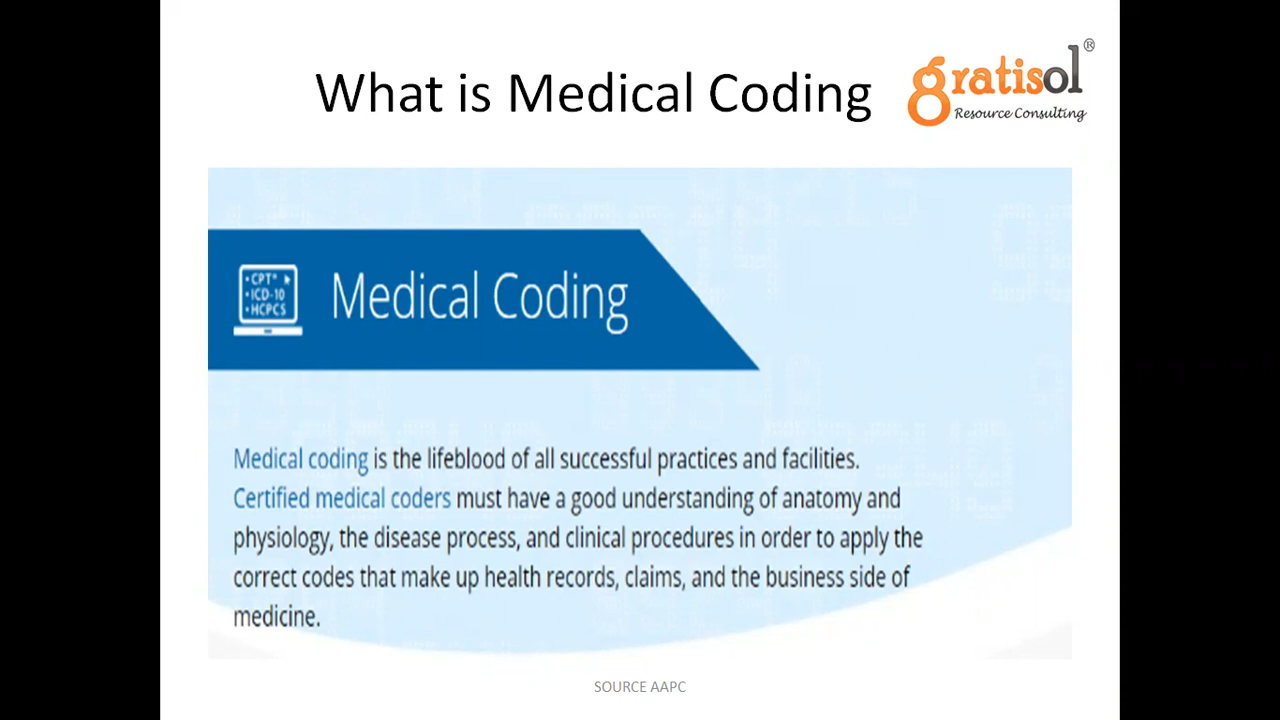 What is Medical Coding
gratisol®
Resource Consulting
• CPT®
• ICD-10
• HCPCS
Medical Coding
Medical coding is the lifeblood of all successful practices and facilities.
Certified medical coders must have a good understanding of anatomy and
physiology, the disease process, and clinical procedures in order to apply the
correct codes that make up health records, claims, and the business side of
medicine.
SOURCE AAPC